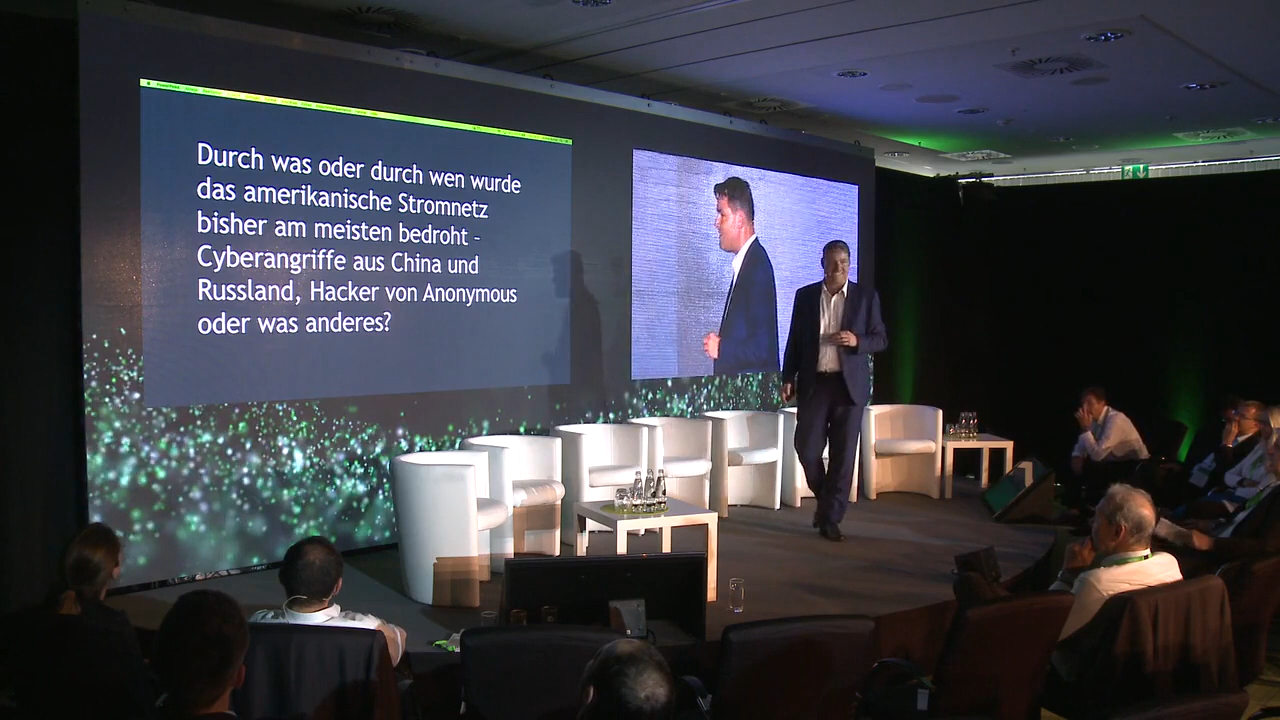 Durch was oder durch wen wurde
das amerikanische Stromnetz
bisher am meisten bedroht –
Cyberangriffe aus China und
Russland, Hacker von Anonymous
oder was anderes?